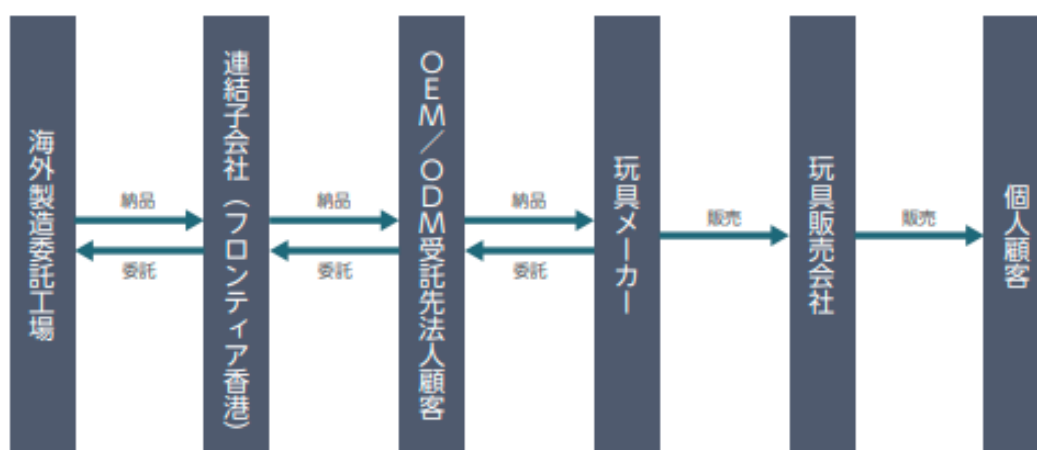 海外製造委託工場
納品
委託
連結子会社（フロンティア香港）
納品
委託
OEM／ODM受託先法人顧客
納品
委託
玩具メーカー
販売
玩具販売会社
販売
個人顧客